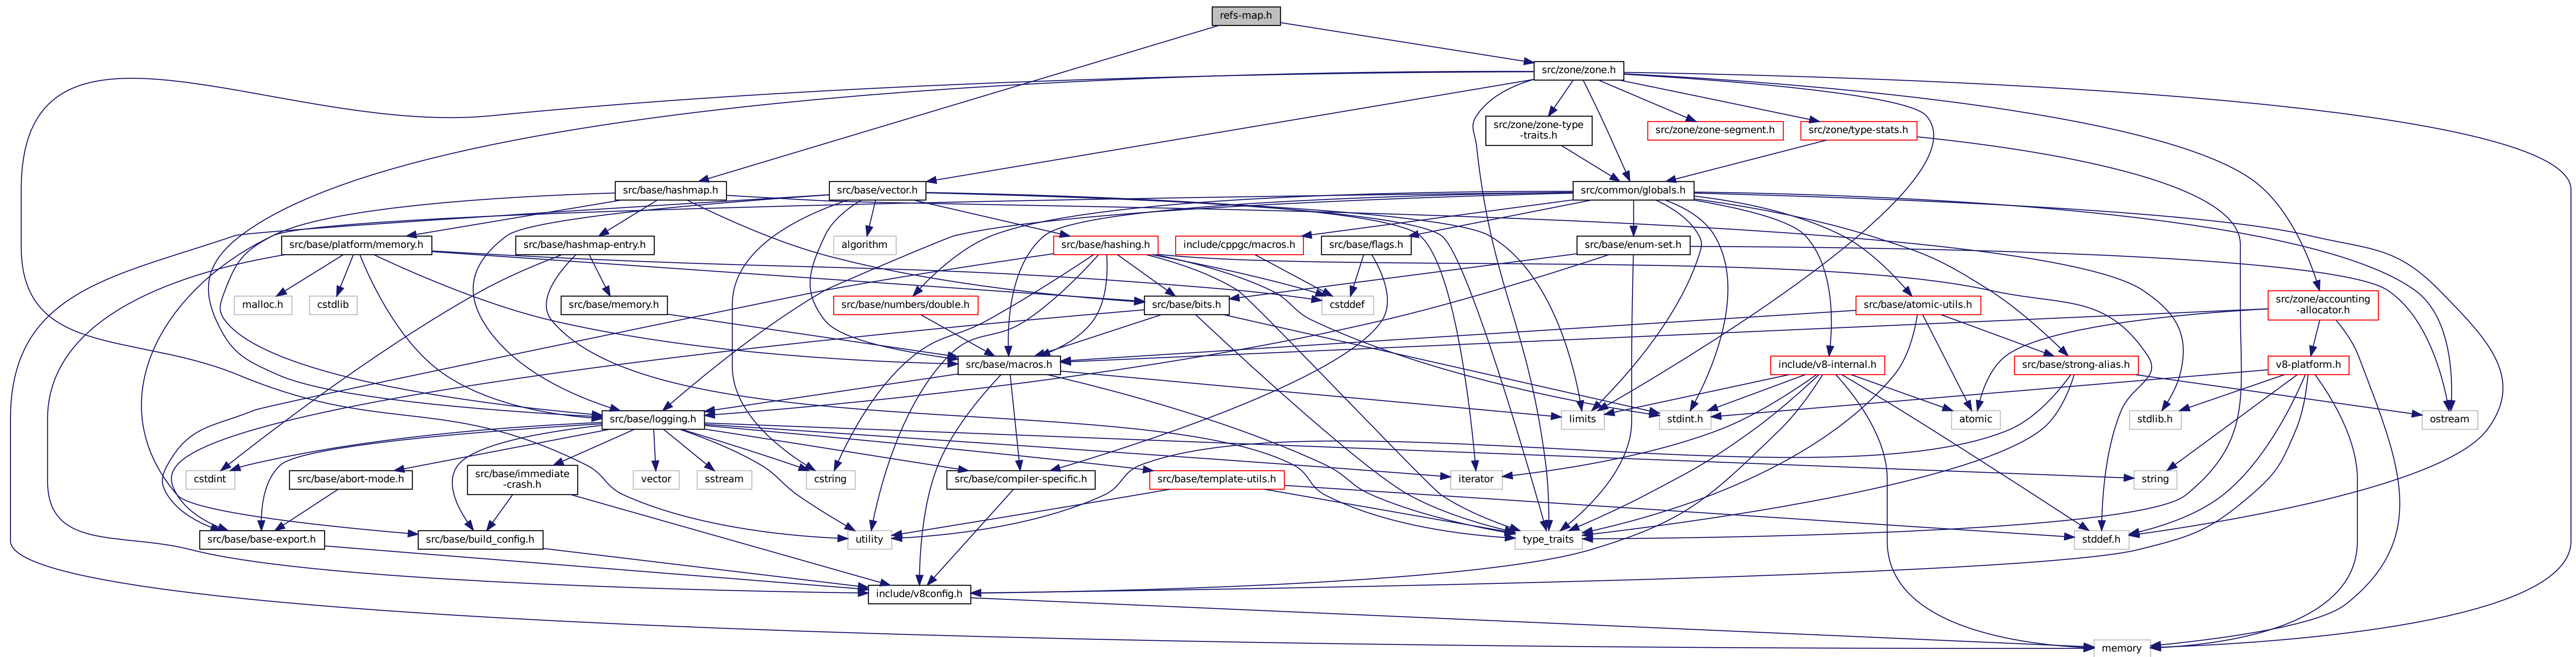 refs-map.h
src/zone/zone.h
src/zone/zone-type
-traits.h
src/zone/zone-segment.h
src/zone/type-stats.h
src/base/hashmap.h
src/base/vector.h
src/common/globals.h
src/base/platform/memory.h
src/base/hashmap-entry.h
algorithm
src/base/hashing.h
include/cppgc/macros.h
src/base/flags.h
src/base/enum-set.h
malloc.h
cstdlib
src/base/memory.h
src/base/numbers/double.h
src/base/bits.h
cstddef
src/base/atomic-utils.h
src/zone/accounting
-allocator.h
src/base/macros.h
include/v8-internal.h
src/base/strong-alias.h
v8-platform.h
src/base/logging.h
limits
stdint.h
atomic
stdlib.h
ostream
cstdint
src/base/abort-mode.h
src/base/immediate
-crash.h
vector
sstream
cstring
src/base/compiler-specific.h
src/base/template-utils.h
iterator
string
src/base/base-export.h
src/base/build_config.h
utility
type_traits
stddef.h
include/v8config.h
memory